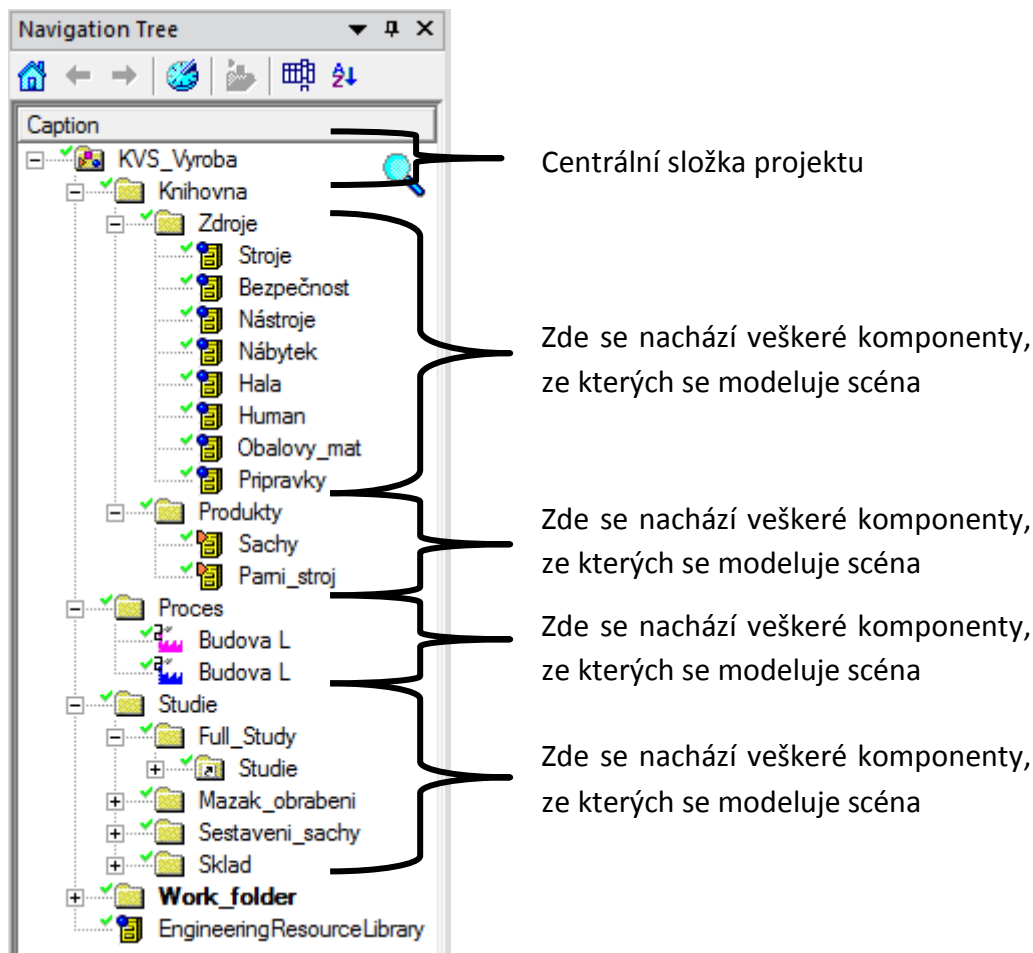 Navigation Tree
Caption
KVS_Vyroba
Centrální složka projektu
Knihovna
Zdroje
Stroje
Bezpečnost
Nástroje
Nábytek
Hala
Human
Obalovy_mat
Pripravky
Zde se nachází veškeré komponenty,
ze kterých se modeluje scéna
Produkty
Sachy
Parni_stroj
Zde se nachází veškeré komponenty,
ze kterých se modeluje scéna
Proces
Budova L
Budova L
Zde se nachází veškeré komponenty,
ze kterých se modeluje scéna
Studie
Full_Study
Studie
Mazak_obrabeni
Sestaveni_sachy
Sklad
Zde se nachází veškeré komponenty,
ze kterých se modeluje scéna
Work_folder
EngineeringResourceLibrary